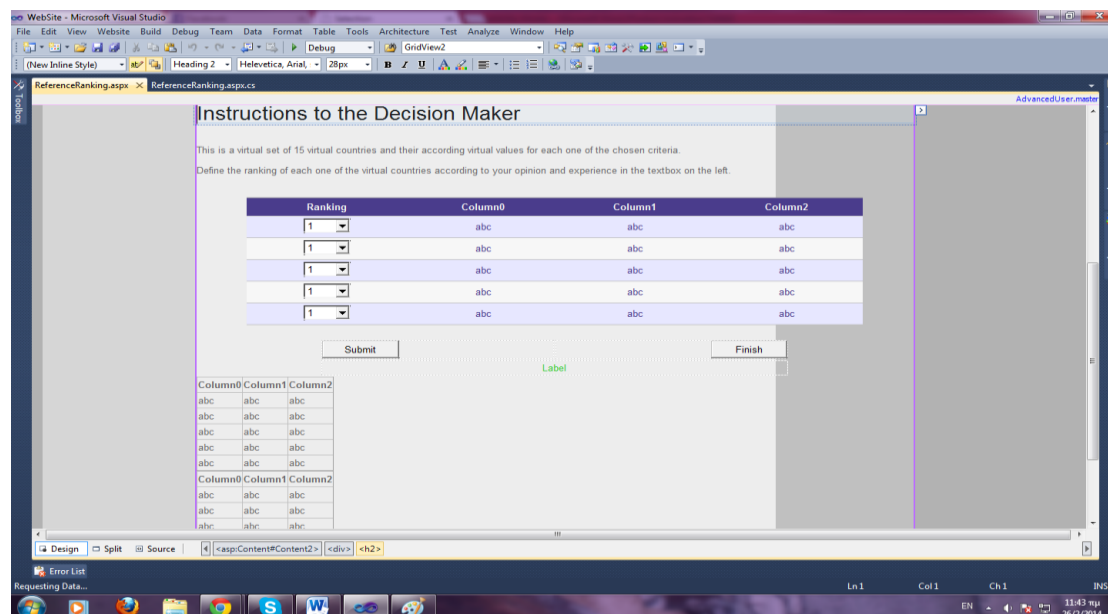 WebSite - Microsoft Visual Studio
File Edit View Website Build Debug Team Data Format Table Tools Architecture Test Analyze Window Help
Debug GridView2
(New Inline Style) Heading 2 Helvetica, Arial, 28px B I U A
ReferenceRanking.aspx ReferenceRanking.aspx.cs
AdvancedUser.master
Toolbox
Instructions to the Decision Maker
This is a virtual set of 15 virtual countries and their according virtual values for each one of the chosen criteria.
Define the ranking of each one of the virtual countries according to your opinion and experience in the textbox on the left.
Ranking Column0 Column1 Column2
1 abc abc abc
1 abc abc abc
1 abc abc abc
1 abc abc abc
1 abc abc abc
Submit Finish
Label
Column0 Column1 Column2
abc abc abc
abc abc abc
abc abc abc
abc abc abc
abc abc abc
Column0 Column1 Column2
abc abc abc
abc abc abc
abc abc abc
Design Split Source <asp:Content#Content2> <div> <h2>
Error List
Requesting Data... Ln 1 Col 1 Ch 1 INS
EN 11:43 πμ
26/2/2014